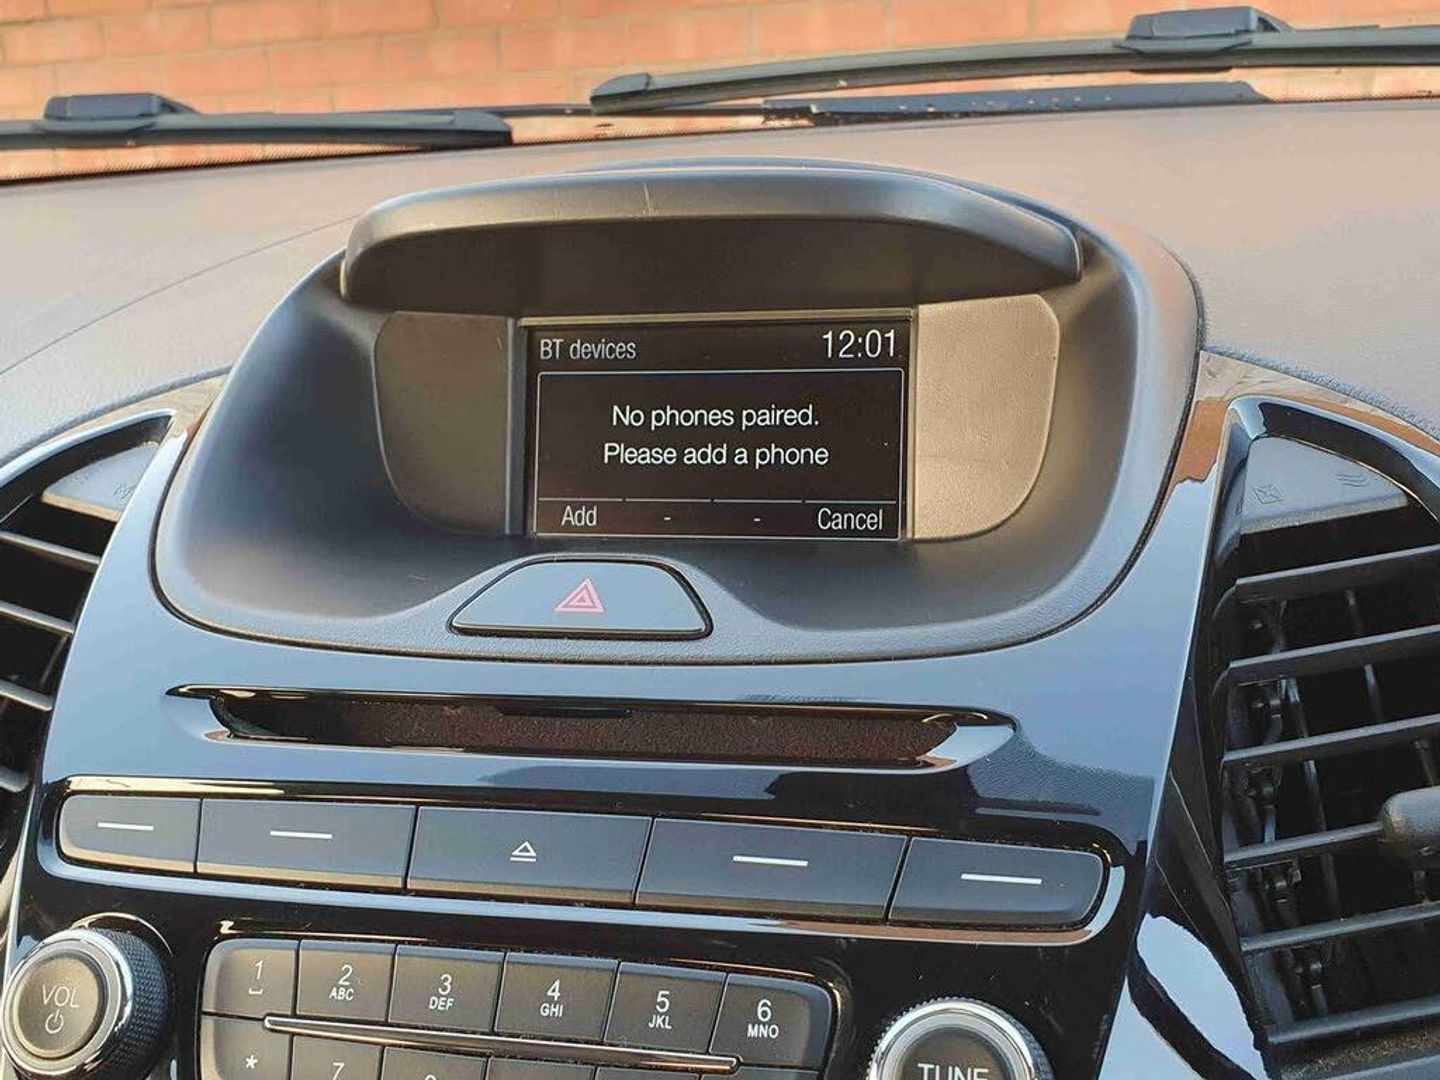 BT devices 12:01
No phones paired.
Please add a phone
Add - - Cancel
1 2 ABC 3 DEF 4 GHI 5 JKL 6 MNO
VOL
* 7
TUNE